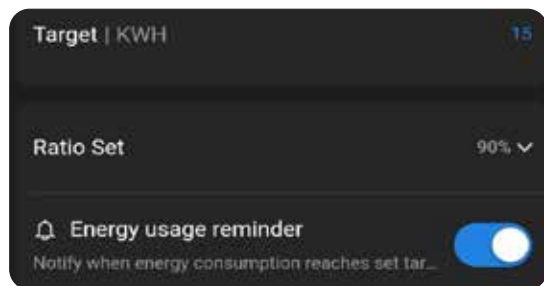 Target | KWH 15
Ratio Set 90%
Energy usage reminder
Notify when energy consumption reaches set tar...